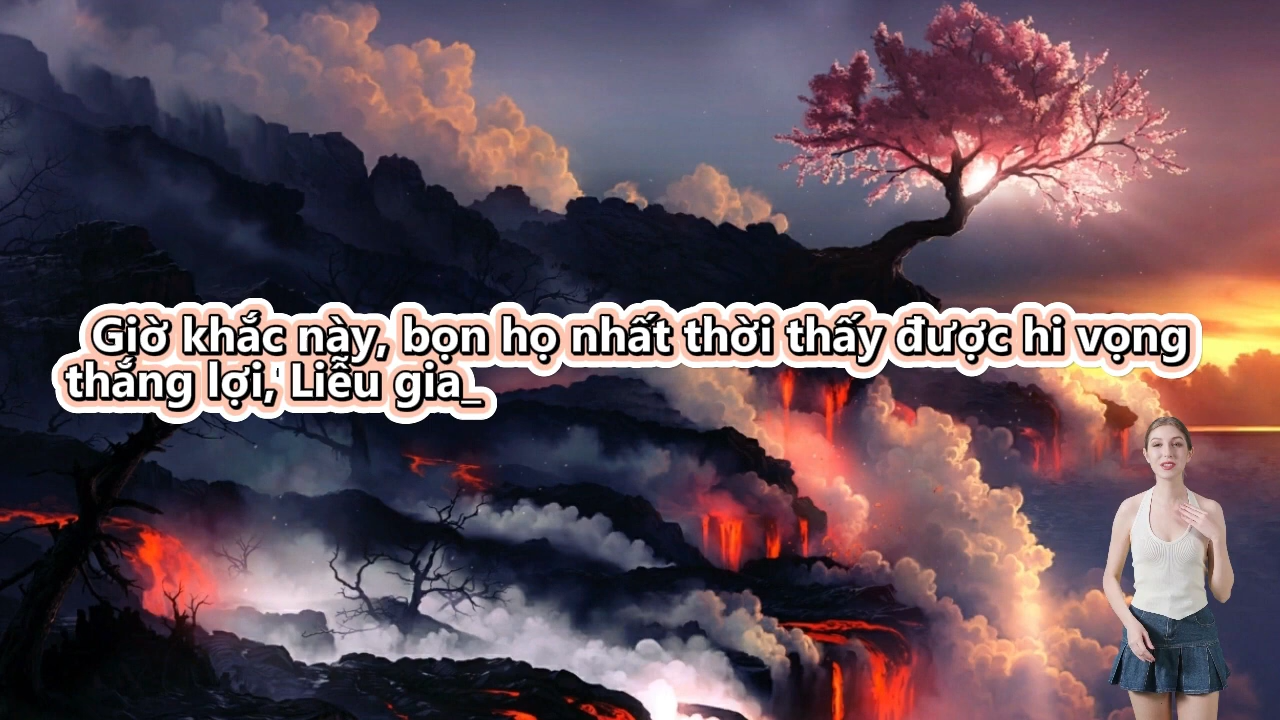 Giờ khắc này, bọn họ nhất thời thấy được hi vọng
thắng lợi, Liễu gia_